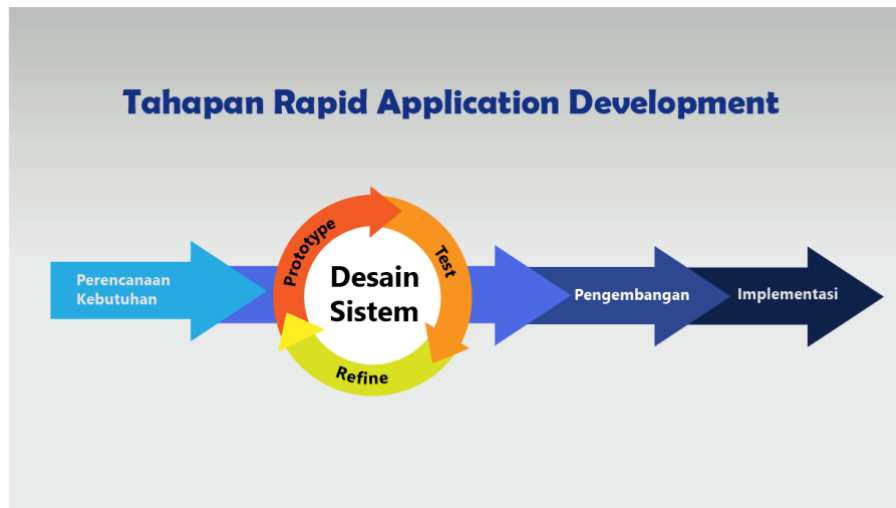 Tahapan Rapid Application Development
Perencanaan
Kebutuhan
Prototype
Test
Refine
Desain
Sistem
Pengembangan
Implementasi